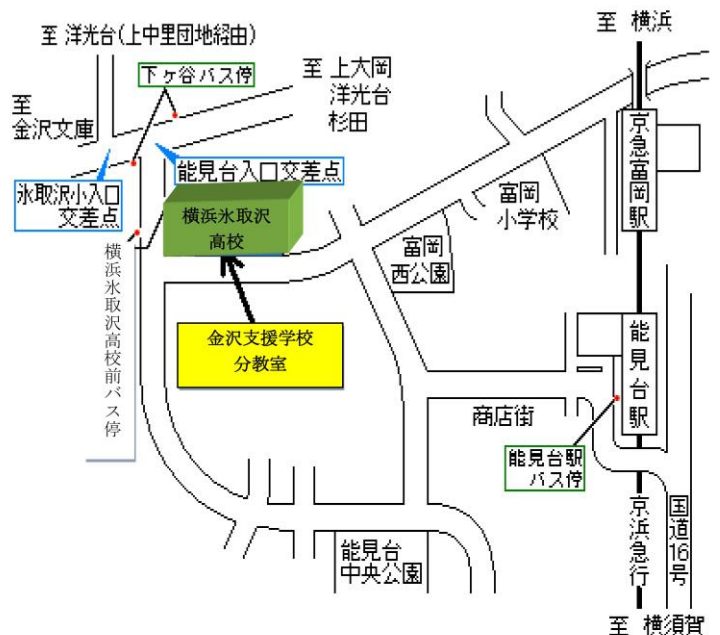 至 洋光台(上中里団地経由)
下ヶ谷バス停
至 上大岡
洋光台
杉田
至 横浜
至
金沢文庫
氷取沢小入口
交差点
能見台入口交差点
横浜氷取沢
高校
横浜氷取沢高校前バス停
金沢支援学校
分教室
富岡
小学校
富岡
西公園
京急富岡駅
能見台駅
商店街
能見台駅
バス停
能見台
中央公園
京浜急行
国道16号
至 横須賀